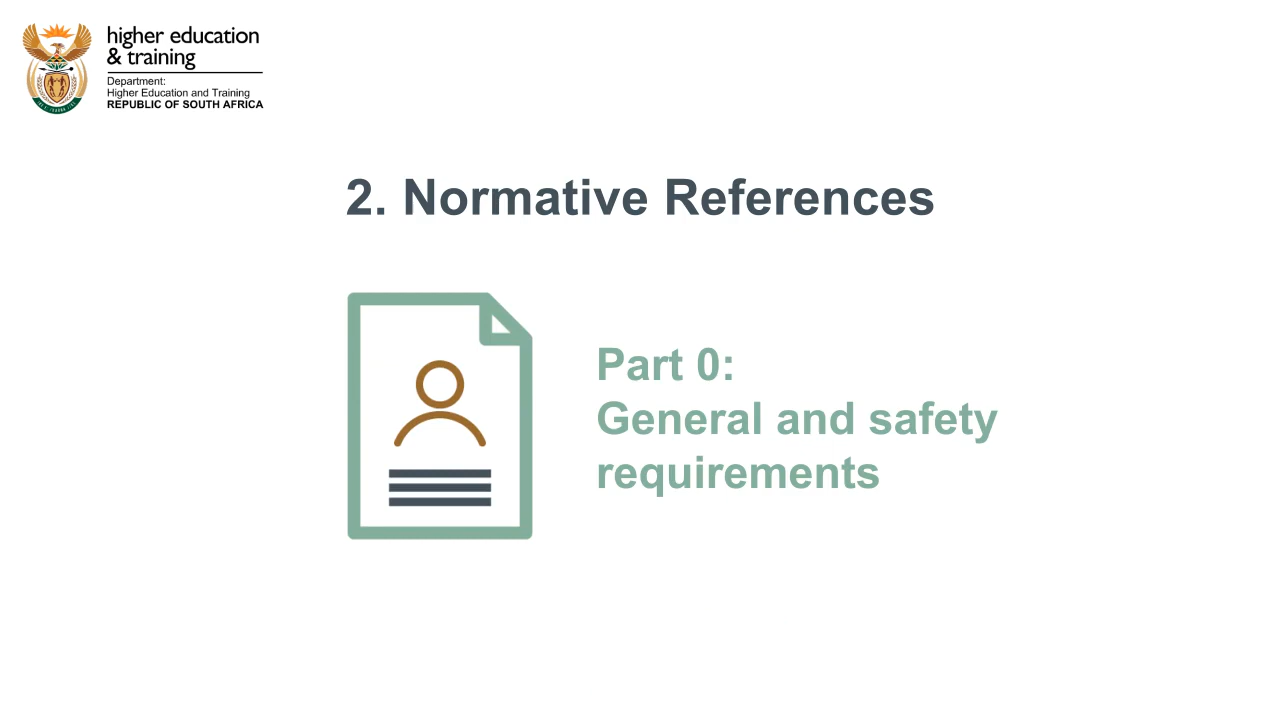 higher education
& training
Department:
Higher Education and Training
REPUBLIC OF SOUTH AFRICA
2. Normative References
Part 0:
General and safety
requirements